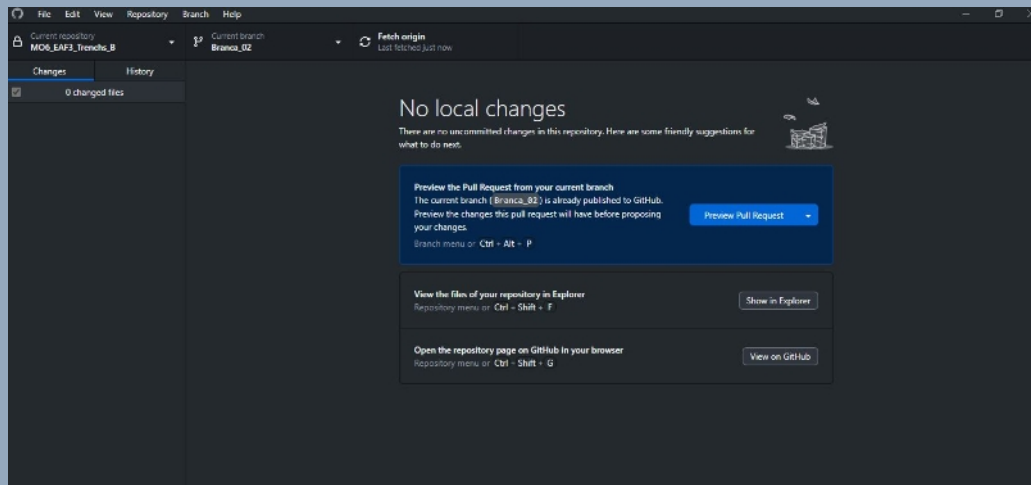 File Edit View Repository Branch Help
Current repository
MO6_EAF3_Trenchs_B
Current branch
Branca_02
Fetch origin
Last fetched just now
Changes History
0 changed files
No local changes
There are no uncommitted changes in this repository. Here are some friendly suggestions for
what to do next.
Preview the Pull Request from your current branch
The current branch (Branca_02) is already published to GitHub.
Preview the changes this pull request will have before proposing
your changes.
Branch menu or Ctrl + Alt + P
Preview Pull Request
View the files of your repository in Explorer
Repository menu or Ctrl + Shift + F
Show in Explorer
Open the repository page on GitHub in your browser
Repository menu or Ctrl + Shift + G
View on GitHub